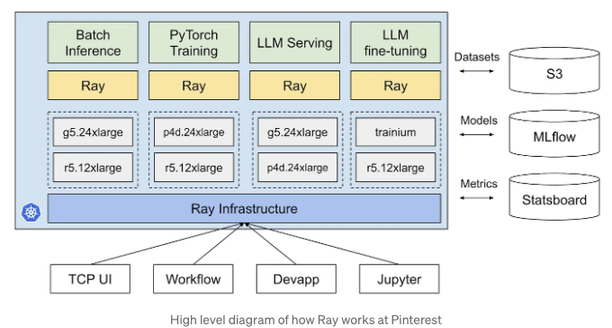 Batch
Inference
PyTorch
Training
LLM Serving
LLM
fine-tuning
Ray
Ray
Ray
Ray
g5.24xlarge
r5.12xlarge
p4d.24xlarge
r5.12xlarge
g5.24xlarge
p4d.24xlarge
trainium
r5.12xlarge
Ray Infrastructure
Datasets
S3
Models
MLflow
Metrics
Statsboard
TCP UI
Workflow
Devapp
Jupyter
High level diagram of how Ray works at Pinterest